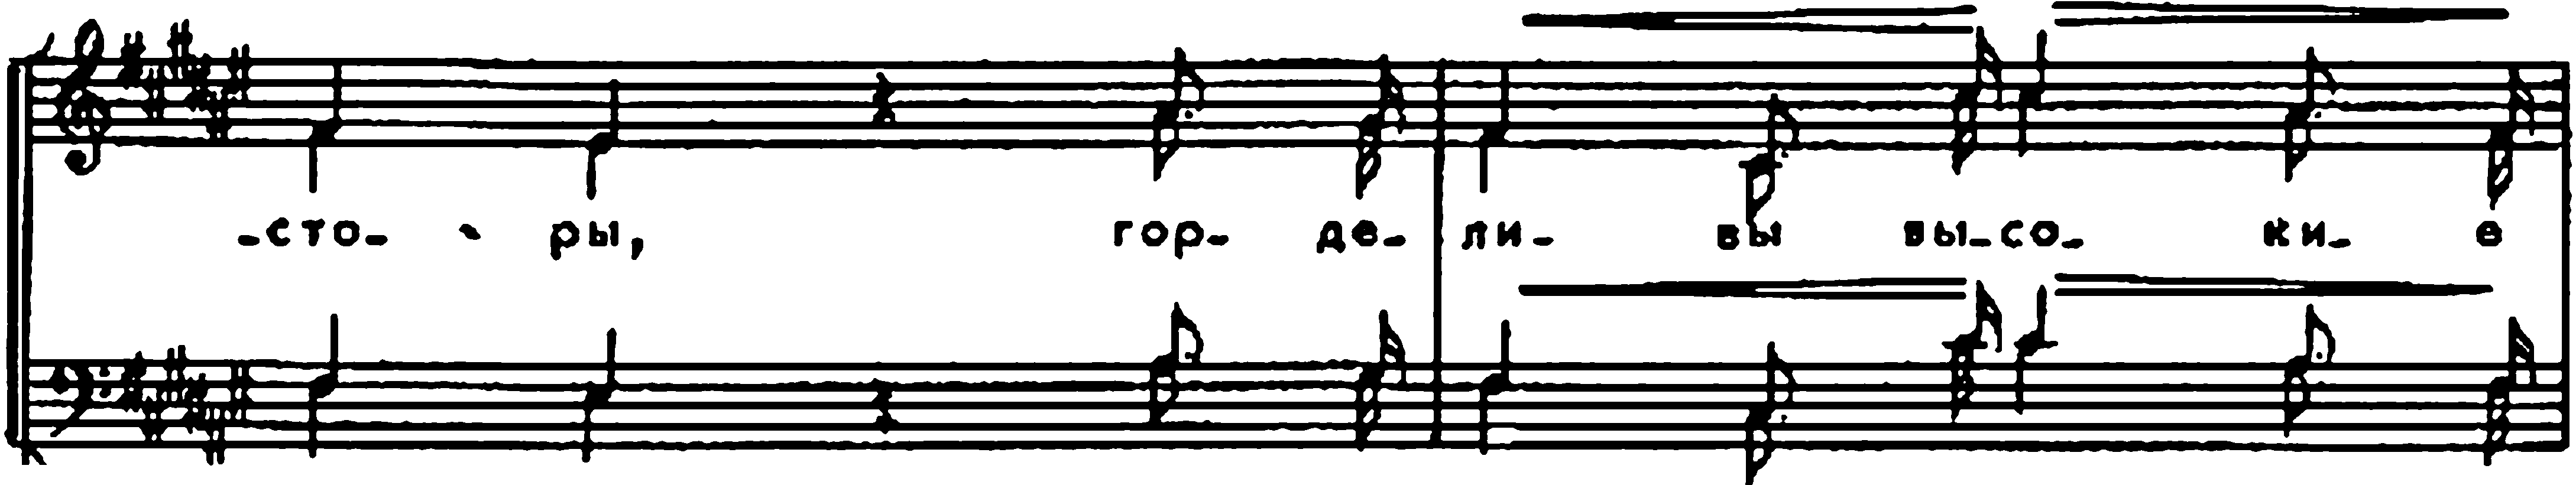 -сто- - ры, гор- де- ли- вы вы-со- ки- е